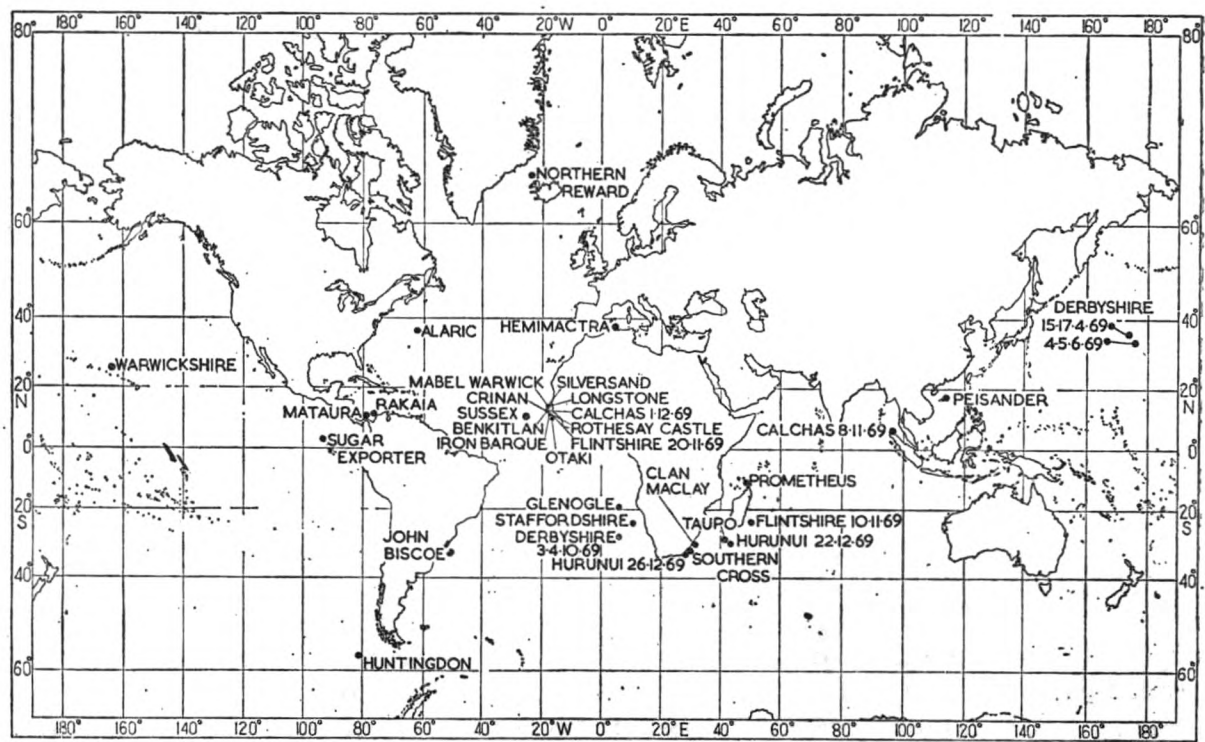 180° 160° 140° 120° 100° 80° 60° 40° 20° W 0° 20° E 40° 60° 80° 100° 120° 140° 160° 180°
80° 80°
NORTHERN
REWARD
60° 60°
DERBYSHIRE
15·17·4·69
4·5·6·69
40° 40°
ALARIC
HEMIMACTRA
WARWICKSHIRE
MABEL WARWICK SILVERSAND
CRINAN LONGSTONE
SUSSEX CALCHAS 1·12·69
BENKITLAN ROTHESAY CASTLE
IRON BARQUE FLINTSHIRE 20·11·69
OTAKI
20° 20°
N N
MATAURA RAKAIA
PEISANDER
CALCHAS 8·11·69
SUGAR
EXPORTER
0° 0°
CLAN
MACLAY
PROMETHEUS
GLENOGLE
20° 20°
S S
STAFFORDSHIRE
TAUPO
FLINTSHIRE 10·11·69
DERBYSHIRE
3·4·10·69
HURUNUI 22·12·69
JOHN
BISCOE
HURUNUI 26·12·69
SOUTHERN
CROSS
40° 40°
HUNTINGDON
60° 60°
180° 160° 140° 120° 100° 80° 60° 40° 20° W 0° 20° E 40° 60° 80° 100° 120° 140° 160° 180°